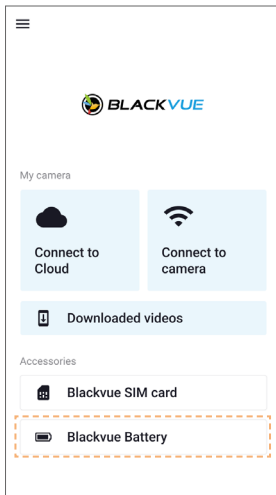 BLACKVUE
My camera
Connect to
Cloud
Connect to
camera
Downloaded videos
Accessories
Blackvue SIM card
Blackvue Battery